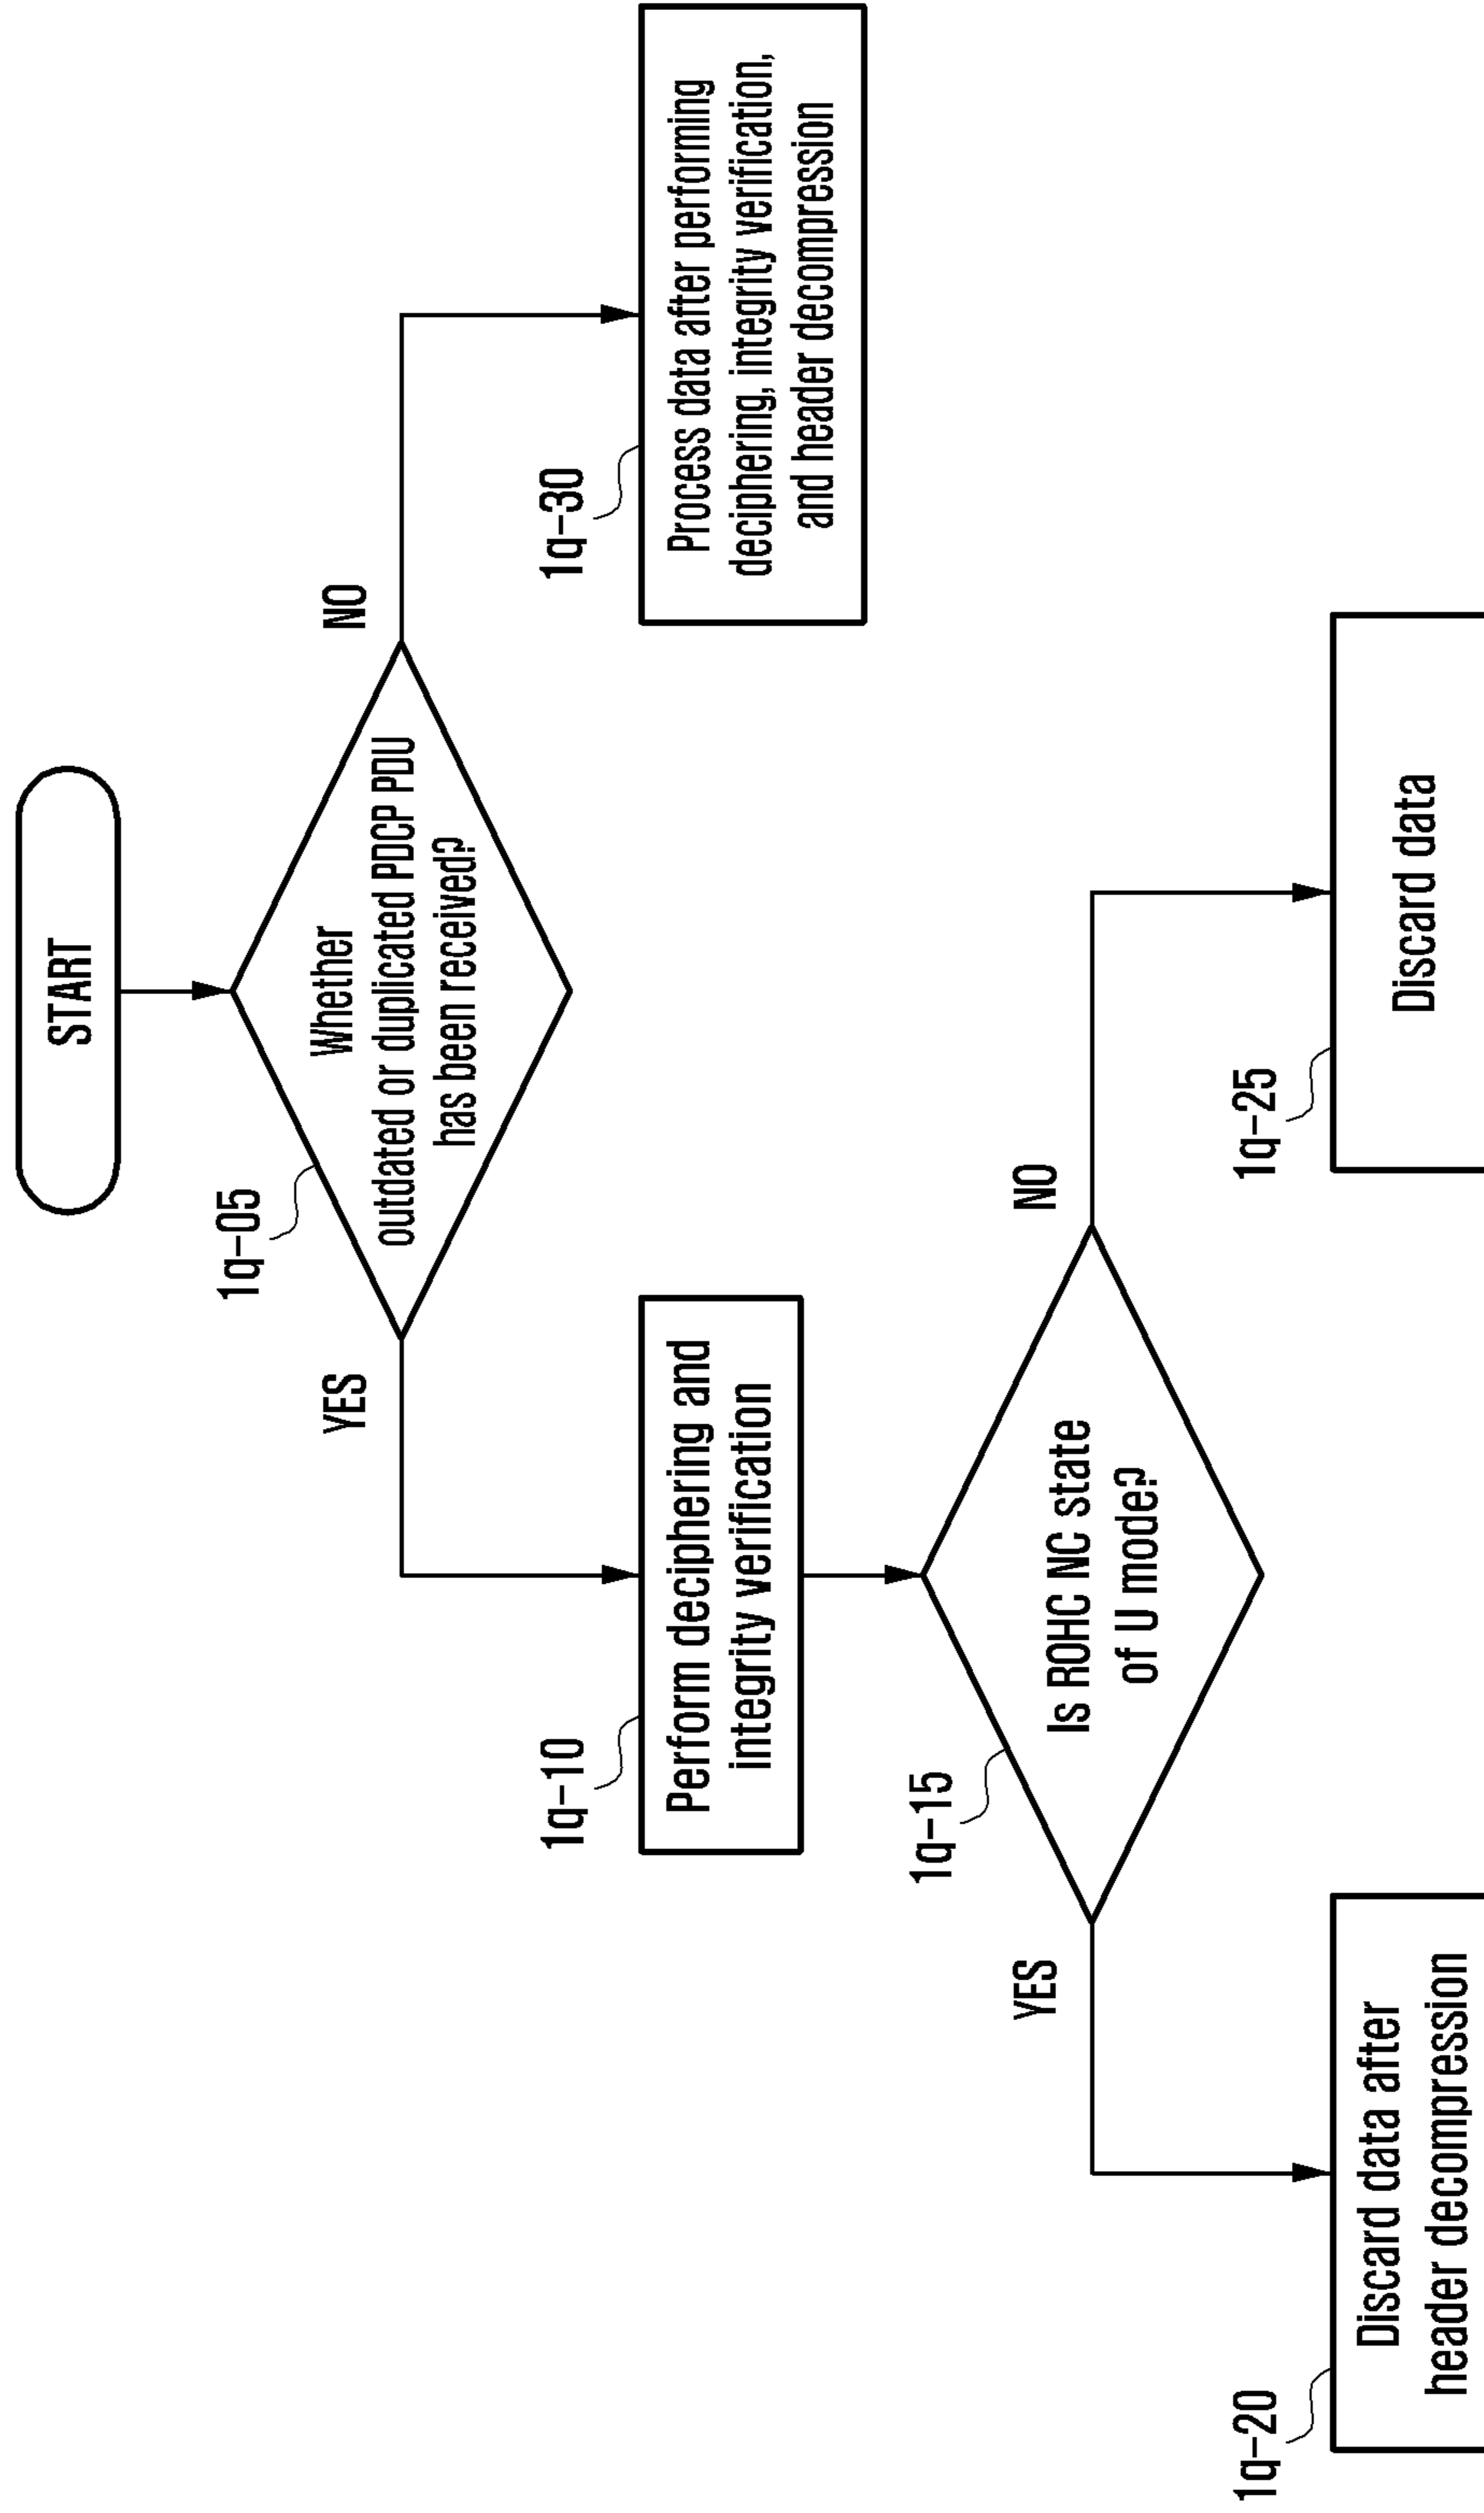 START
1q-05
Whether
outdated or duplicated PDCP PDU
has been received?
YES
NO
1q-10
Perform deciphering and
integrity verification
1q-30
Process data after performing
deciphering, integrity verification,
and header decompression
1q-15
Is ROHC NC state
of U mode?
YES
NO
1q-20
Discard data after
header decompression
1q-25
Discard data